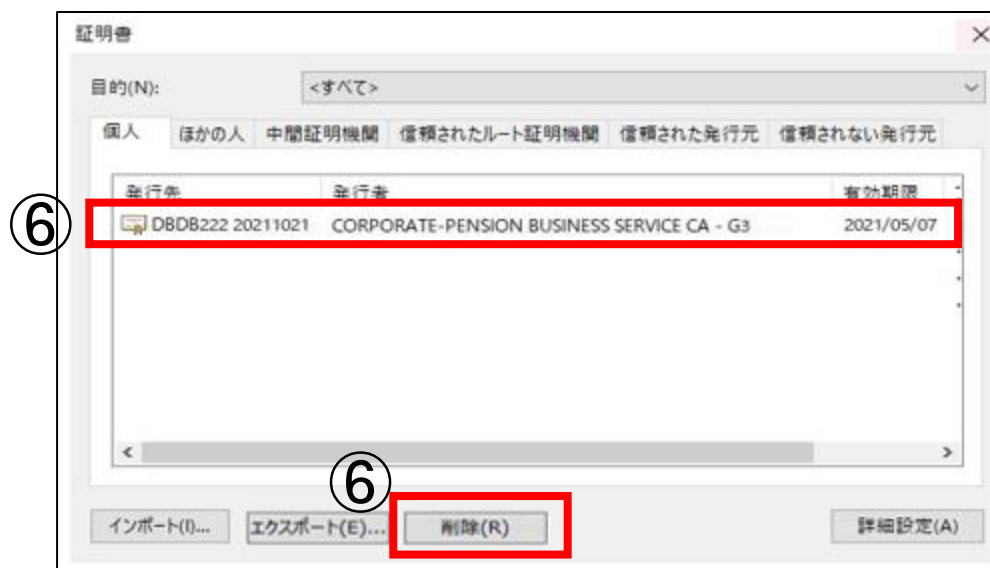 証明書
目的(N): <すべて>
個人 ほかの人 中間証明機関 信頼されたルート証明機関 信頼された発行元 信頼されない発行元
発行先 発行者 有効期限
⑥ DBDB222 20211021 CORPORATE-PENSION BUSINESS SERVICE CA - G3 2021/05/07
⑥
インポート(I)... エクスポート(E)... 削除(R) 詳細設定(A)